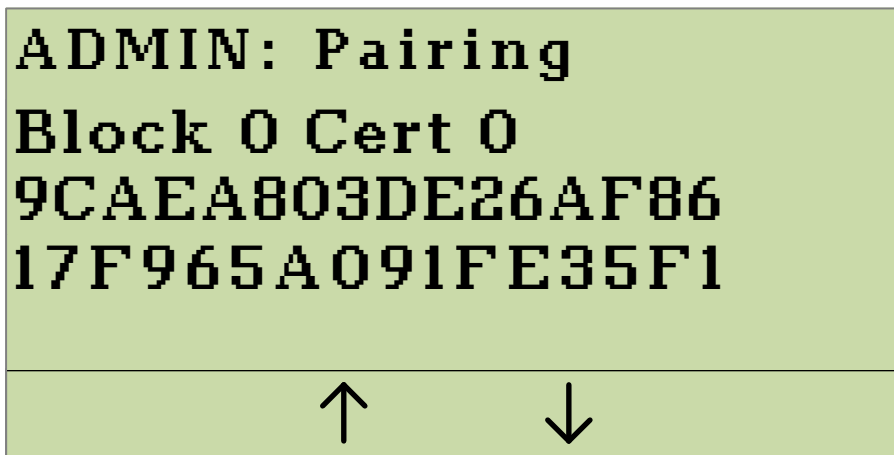 ADMIN: Pairing
Block 0 Cert 0
9CAEA803DE26AF86
17F965A091FE35F1
↑ ↓